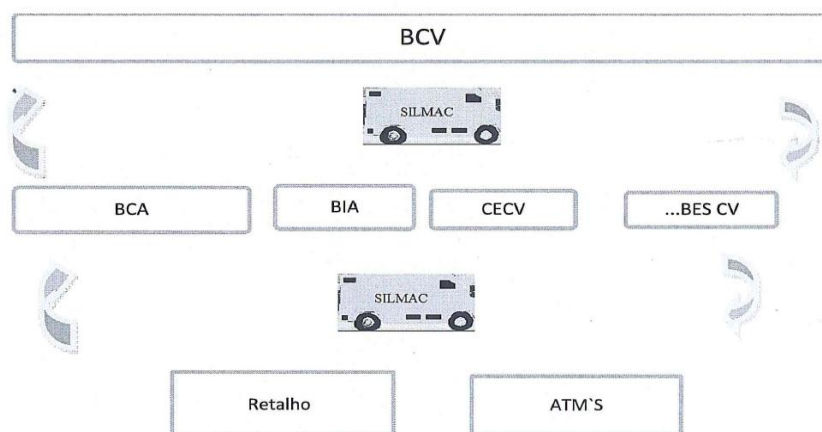 BCV
SILMAC
BCA
BIA
CECV
...BES CV
SILMAC
Retalho
ATM`S